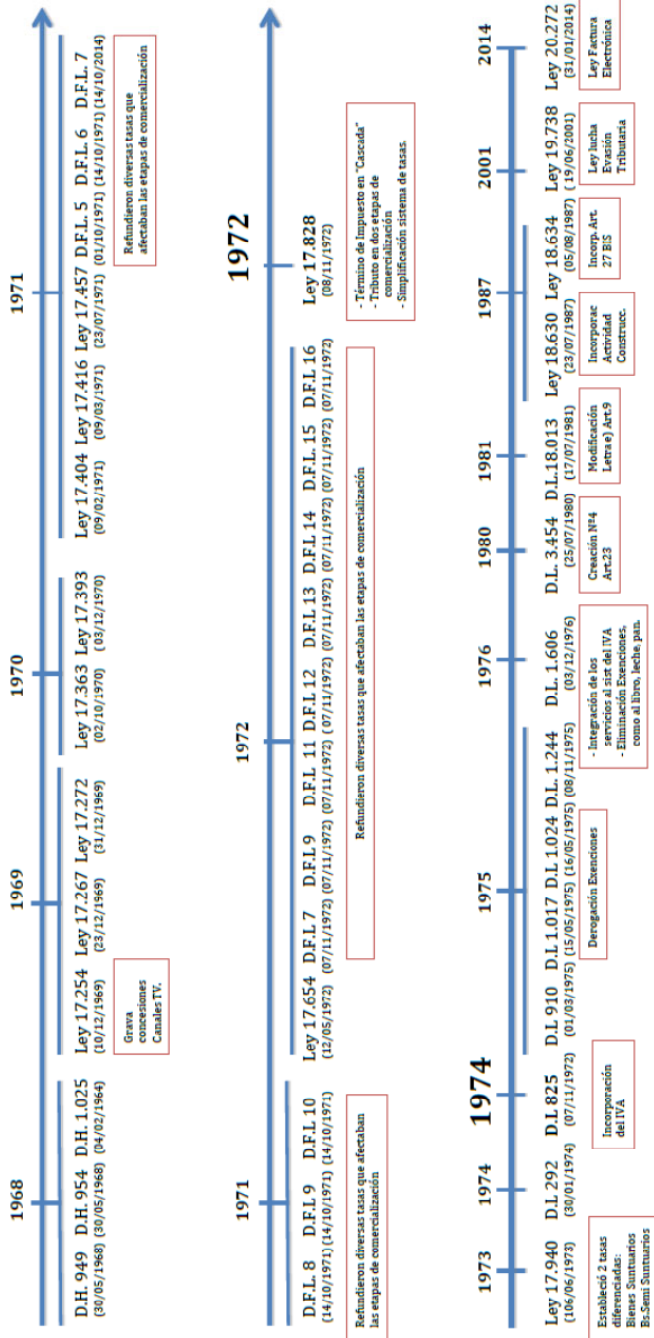 1968
1969
1970
1971
D.H. 949 D.H. 954 D.H. 1.025
(30/05/1968) (30/05/1968) (04/02/1964)
Ley 17.254 Ley 17.267 Ley 17.272
(10/12/1969) (23/12/1969) (31/12/1969)
Ley 17.363 Ley 17.393
(02/10/1970) (03/12/1970)
Ley 17.404 Ley 17.416 Ley 17.457 D.F.L. 5 D.F.L. 6 D.F.L. 7
(09/02/1971) (09/03/1971) (23/07/1971) (01/10/1971) (14/10/1971) (14/10/2014)
Grava
concesiones
Canales TV.
Refundieron diversas tasas que
afectaban las etapas de comercialización
1971
1972
1972
D.F.L. 8 D.F.L 9 D.F.L 10
(14/10/1971) (14/10/1971) (14/10/1971)
Ley 17.654 D.F.L 7 D.F.L 9 D.F.L 11 D.F.L 12 D.F.L 13 D.F.L 14 D.F.L. 15 D.F.L 16
(12/05/1972) (07/11/1972) (07/11/1972) (07/11/1972) (07/11/1972) (07/11/1972) (07/11/1972) (07/11/1972) (07/11/1972)
Ley 17.828
(08/11/1972)
Refundieron diversas tasas que afectaban
las etapas de comercialización
Refundieron diversas tasas que afectaban las etapas de comercialización
- Término de Impuesto en "Cascada"
- Tributo en dos etapas de
comercialización
- Simplificación sistema de tasas.
1973
1974
1974
1975
1976
1980
1981
1987
2001
2014
Ley 17.940 D.L 292 D.L 825 D.L 910 D.L 1.017 D.L 1.024 D.L. 1.244 D.L. 1.606 D.L. 3.454 D.L.18.013 Ley 18.630 Ley 18.634 Ley 19.738 Ley 20.272
(106/06/1973) (30/01/1974) (07/11/1972) (01/03/1975) (15/05/1975) (16/05/1975) (08/11/1975) (03/12/1976) (25/07/1980) (17/07/1981) (23/07/1987) (05/08/1987) ( 19/06/2001) (31/01/2014)
Estableció 2 tasas
diferenciadas:
Bienes Suntuarios
Bs.Semi Suntuarios
Incorporación
del IVA
Derogación Exenciones
- Integración de los
servicios al sist del IVA
- Eliminación Exenciones,
como al libro, leche, pan.
Creación Nº4
Art.23
Modificación
Letra e) Art.9
Incorporac
Actividad
Construcc.
Incorp. Art.
27 BIS
Ley lucha
Evasión
Tributaria
Ley Factura
Electrónica